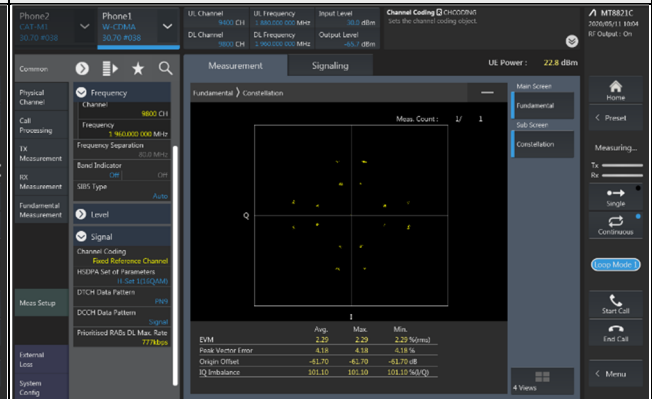 Phone2
CAT-M1
30.70 #038
Phone1
W-CDMA
30.70 #038
UL Channel
9400 CH
DL Channel
9800 CH
UL Frequency
1 880.000 000 MHz
DL Frequency
1 960.000 000 MHz
Input Level
30.0 dBm
Output Level
-65.7 dBm
Channel Coding CHCODING
Sets the channel coding object.
MT8821C
2020/05/11 10:04
RF Output : On
Common
Physical
Channel
Call
Processing
TX
Measurement
RX
Measurement
Fundamental
Measurement
Meas Setup
External
Loss
System
Config
Frequency
Channel
9800 CH
Frequency
1 960.000 000 MHz
Frequency Separation
80.0 MHz
Band Indicator
Off Off
SIB5 Type
Auto
Level
Signal
Channel Coding
Fixed Reference Channel
HSDPA Set of Parameters
H-Set 1(16QAM)
DTCH Data Pattern
PN9
DCCH Data Pattern
Signal
Prioritised RABs DL Max. Rate
777kbps
Measurement
Signaling
UE Power : 22.8 dBm
Fundamental Constellation
Meas. Count : 1/ 1
Q
I
Avg. Max. Min.
EVM 2.29 2.29 2.29 %(rms)
Peak Vector Error 4.18 4.18 4.18 %
Origin Offset -61.70 -61.70 -61.70 dB
IQ Imbalance 101.10 101.10 101.10 %(I/Q)
Main Screen
Fundamental
Sub Screen
Constellation
4 Views
Home
Preset
Measuring...
Tx
Rx
Single
Continuous
Loop Mode 1
Start Call
End Call
Menu